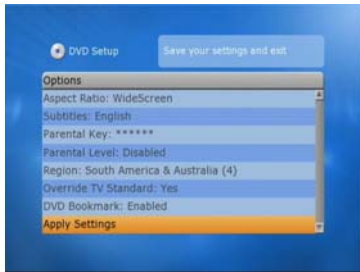 DVD Setup
Save your settings and exit
Options
Aspect Ratio: WideScreen
Subtitles: English
Parental Key: ******
Parental Level: Disabled
Region: South America & Australia (4)
Override TV Standard: Yes
DVD Bookmark: Enabled
Apply Settings